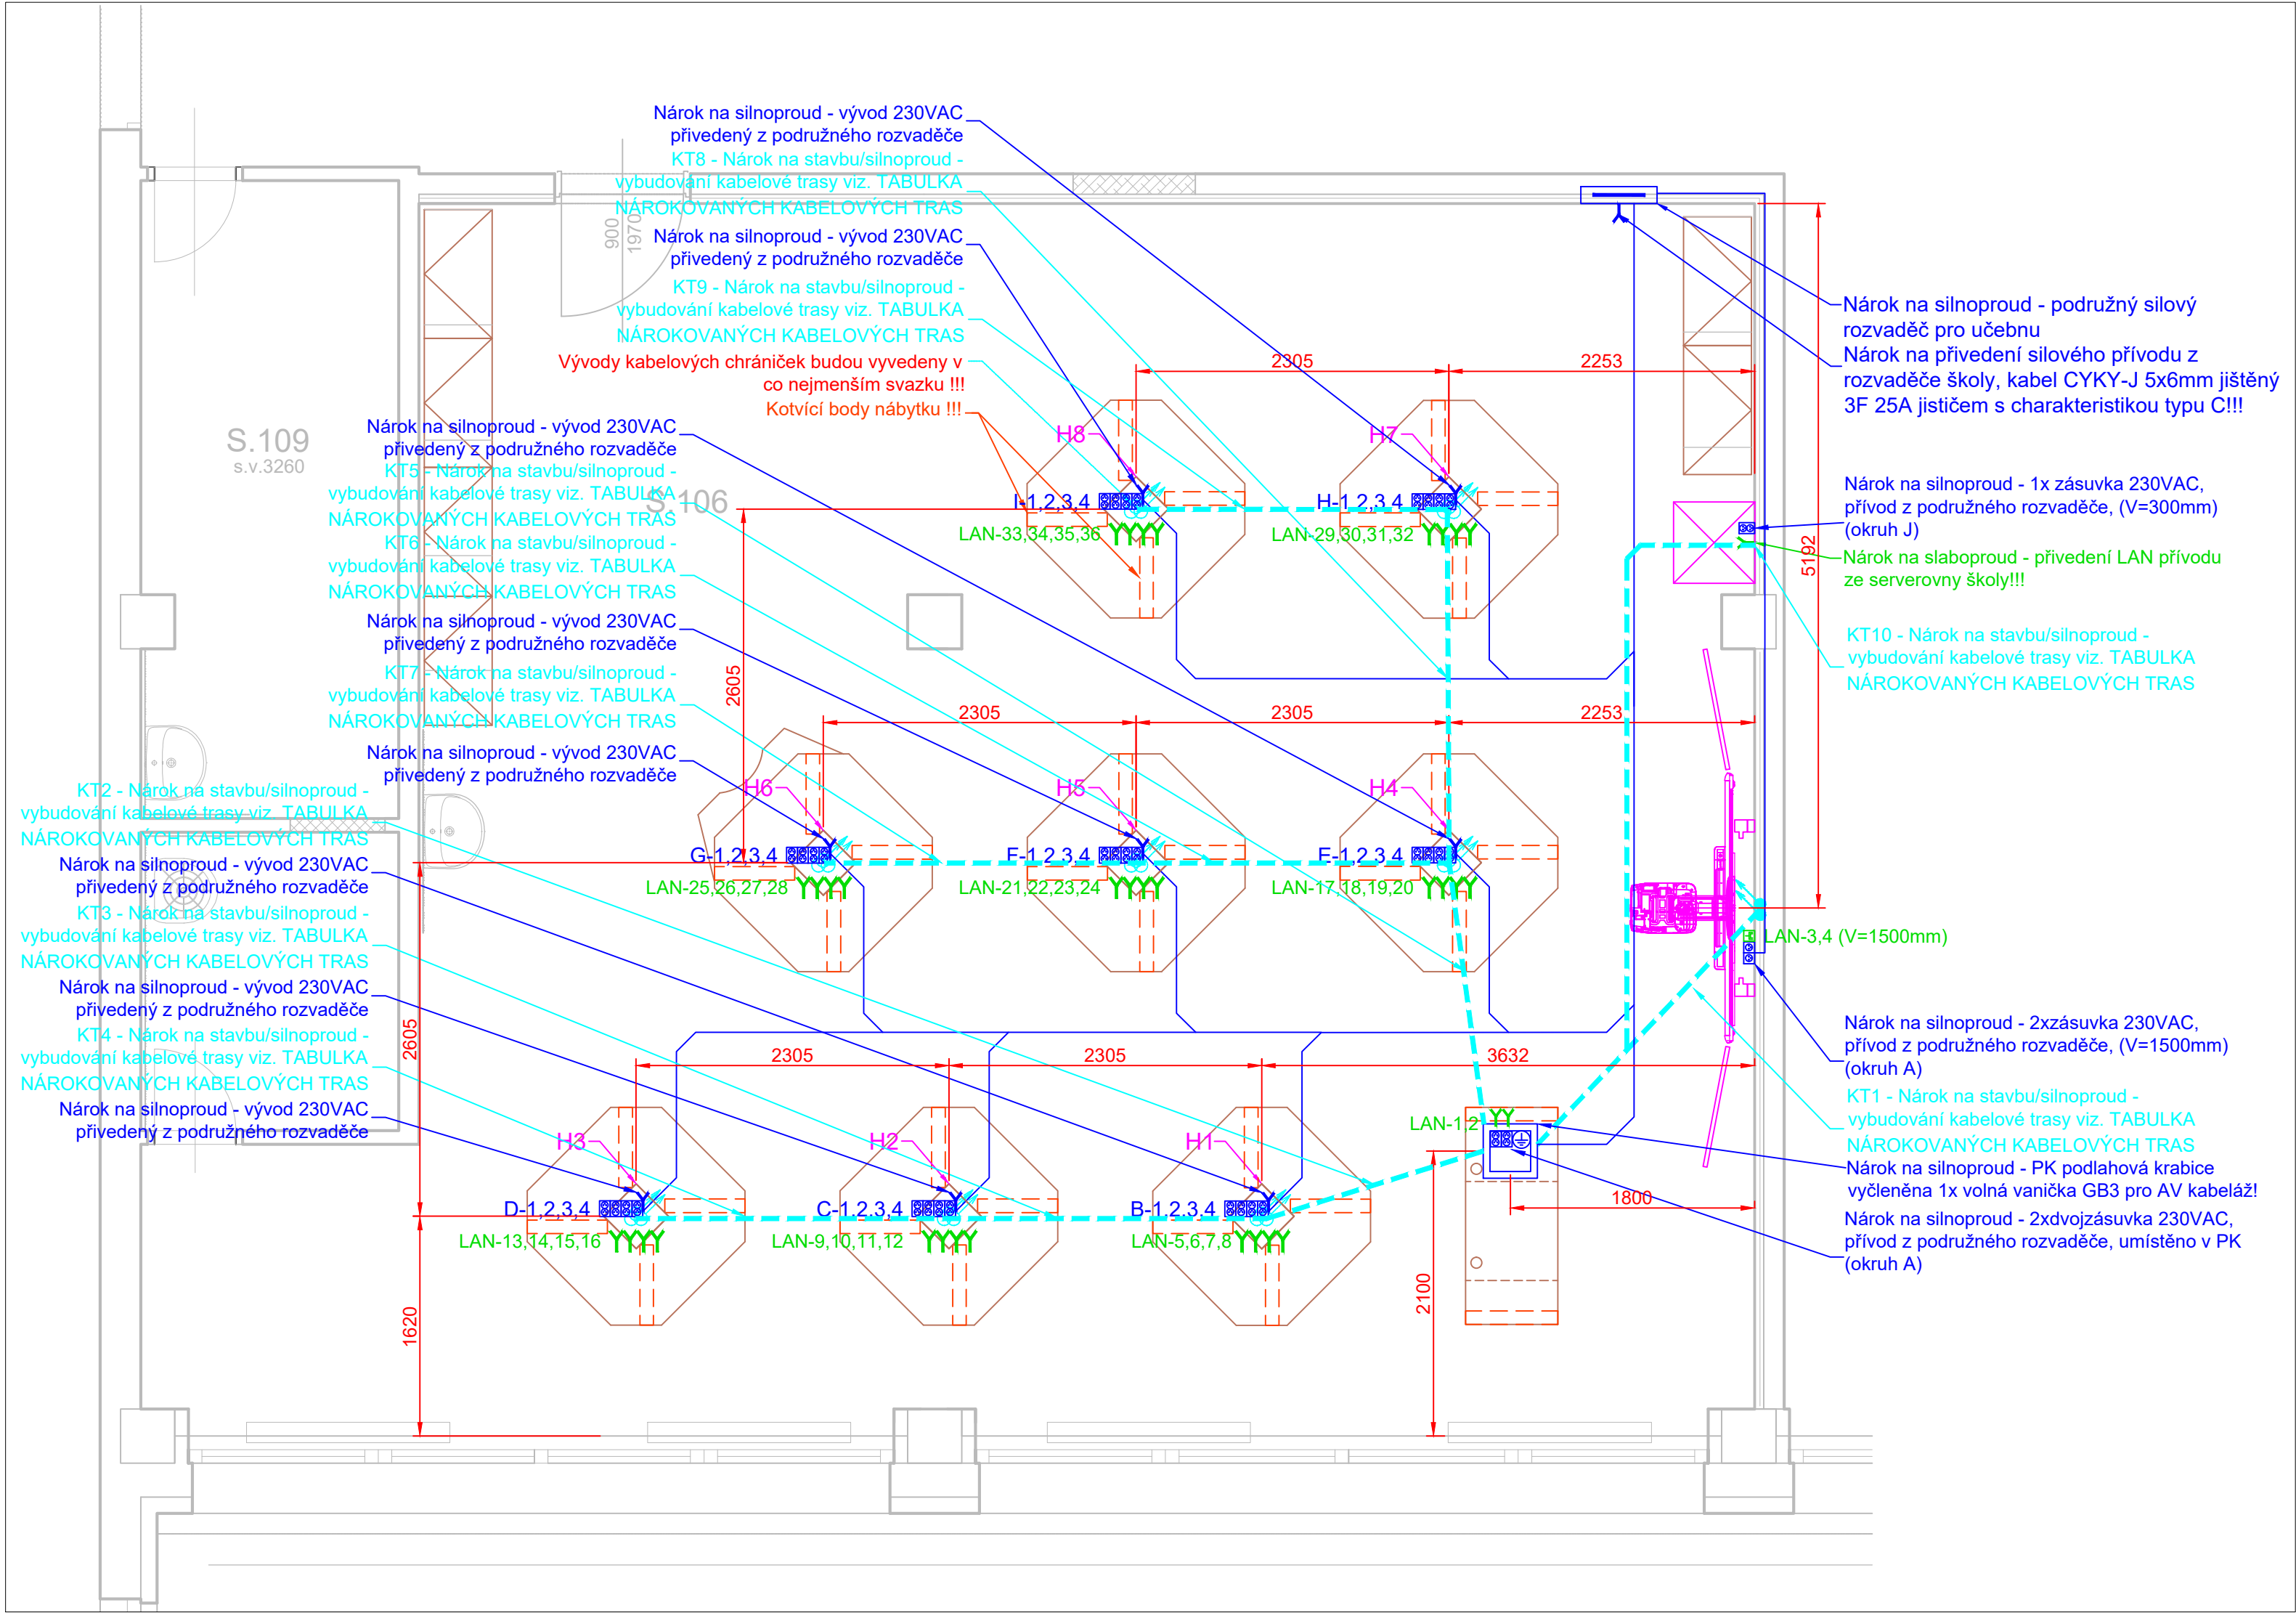 Nárok na silnoproud - vývod 230VAC
přivedený z podružného rozvaděče
KT8 - Nárok na stavbu/silnoproud -
vybudování kabelové trasy viz. TABULKA
NÁROKOVANÝCH KABELOVÝCH TRAS
900
1970
Nárok na silnoproud - vývod 230VAC
přivedený z podružného rozvaděče
KT9 - Nárok na stavbu/silnoproud -
vybudování kabelové trasy viz. TABULKA
NÁROKOVANÝCH KABELOVÝCH TRAS
Vývody kabelových chrániček budou vyvedeny v
co nejmenším svazku !!!
Kotvící body nábytku !!!
2305
2253
Nárok na silnoproud - podružný silový
rozvaděč pro učebnu
Nárok na přivedení silového přívodu z
rozvaděče školy, kabel CYKY-J 5x6mm jištěný
3F 25A jističem s charakteristikou typu C!!!
S.109
s.v.3260
Nárok na silnoproud - vývod 230VAC
přivedený z podružného rozvaděče
KT5 - Nárok na stavbu/silnoproud -
vybudování kabelové trasy viz. TABULKA
NÁROKOVANÝCH KABELOVÝCH TRAS
S.106
KT6 - Nárok na stavbu/silnoproud -
vybudování kabelové trasy viz. TABULKA
NÁROKOVANÝCH KABELOVÝCH TRAS
H8
H7
I-1,2,3,4
H-1,2,3,4
LAN-33,34,35,36
LAN-29,30,31,32
Nárok na silnoproud - 1x zásuvka 230VAC,
přívod z podružného rozvaděče, (V=300mm)
(okruh J)
5192
Nárok na slaboproud - přivedení LAN přívodu
ze serverovny školy!!!
KT10 - Nárok na stavbu/silnoproud -
vybudování kabelové trasy viz. TABULKA
NÁROKOVANÝCH KABELOVÝCH TRAS
Nárok na silnoproud - vývod 230VAC
přivedený z podružného rozvaděče
KT7 - Nárok na stavbu/silnoproud -
vybudování kabelové trasy viz. TABULKA
NÁROKOVANÝCH KABELOVÝCH TRAS
2605
2305
2305
2253
Nárok na silnoproud - vývod 230VAC
přivedený z podružného rozvaděče
H6
H5
H4
G-1,2,3,4
F-1,2,3,4
E-1,2,3,4
LAN-25,26,27,28
LAN-21,22,23,24
LAN-17,18,19,20
KT2 - Nárok na stavbu/silnoproud -
vybudování kabelové trasy viz. TABULKA
NÁROKOVANÝCH KABELOVÝCH TRAS
Nárok na silnoproud - vývod 230VAC
přivedený z podružného rozvaděče
KT3 - Nárok na stavbu/silnoproud -
vybudování kabelové trasy viz. TABULKA
NÁROKOVANÝCH KABELOVÝCH TRAS
Nárok na silnoproud - vývod 230VAC
přivedený z podružného rozvaděče
KT4 - Nárok na stavbu/silnoproud -
vybudování kabelové trasy viz. TABULKA
NÁROKOVANÝCH KABELOVÝCH TRAS
Nárok na silnoproud - vývod 230VAC
přivedený z podružného rozvaděče
LAN-3,4 (V=1500mm)
Nárok na silnoproud - 2xzásuvka 230VAC,
přívod z podružného rozvaděče, (V=1500mm)
(okruh A)
KT1 - Nárok na stavbu/silnoproud -
vybudování kabelové trasy viz. TABULKA
NÁROKOVANÝCH KABELOVÝCH TRAS
Nárok na silnoproud - PK podlahová krabice
vyčleněna 1x volná vanička GB3 pro AV kabeláž!
Nárok na silnoproud - 2xdvojzásuvka 230VAC,
přívod z podružného rozvaděče, umístěno v PK
(okruh A)
2605
2305
2305
3632
LAN-1,2
H3
H2
H1
D-1,2,3,4
C-1,2,3,4
B-1,2,3,4
LAN-13,14,15,16
LAN-9,10,11,12
LAN-5,6,7,8
1800
1620
2100